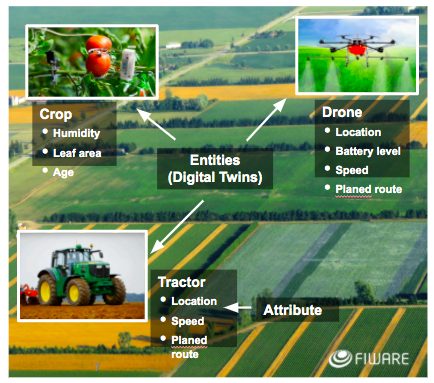 Crop
• Humidity
• Leaf area
• Age
Drone
• Location
• Battery level
• Speed
• Planed route
Entities
(Digital Twins)
Tractor
• Location
• Speed
• Planed
route
Attribute
FIWARE